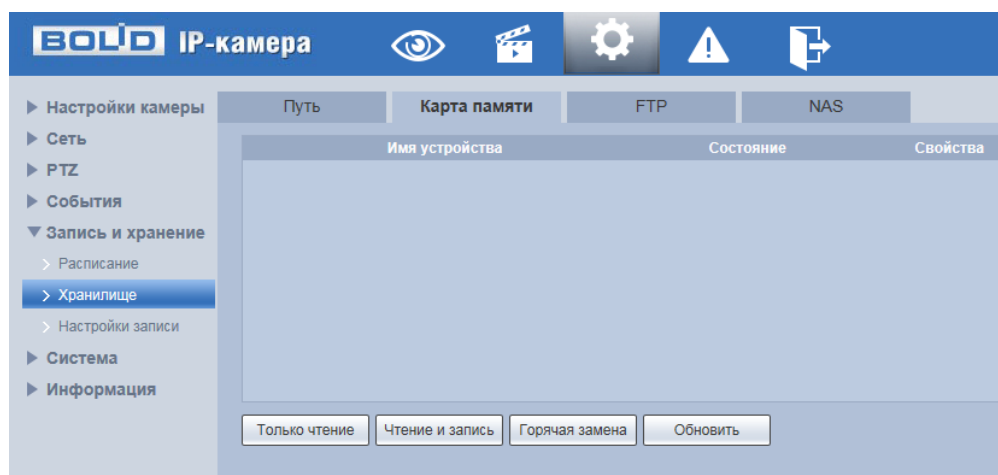 BOLID IP-камера
Путь Карта памяти FTP NAS
Имя устройства Состояние Свойства
Настройки камеры
Сеть
PTZ
События
Запись и хранение
Расписание
Хранилище
Настройки записи
Система
Информация
Только чтение Чтение и запись Горячая замена Обновить